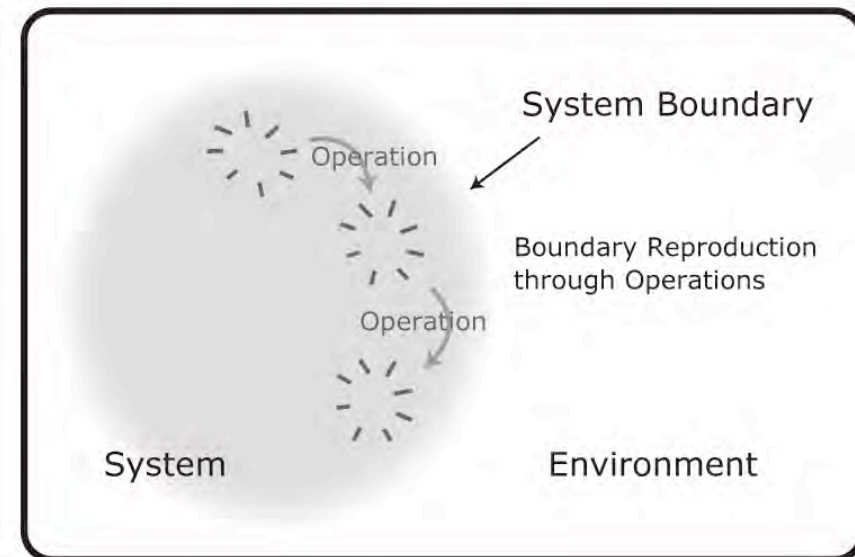 System Boundary
Operation
Boundary Reproduction
through Operations
Operation
System
Environment